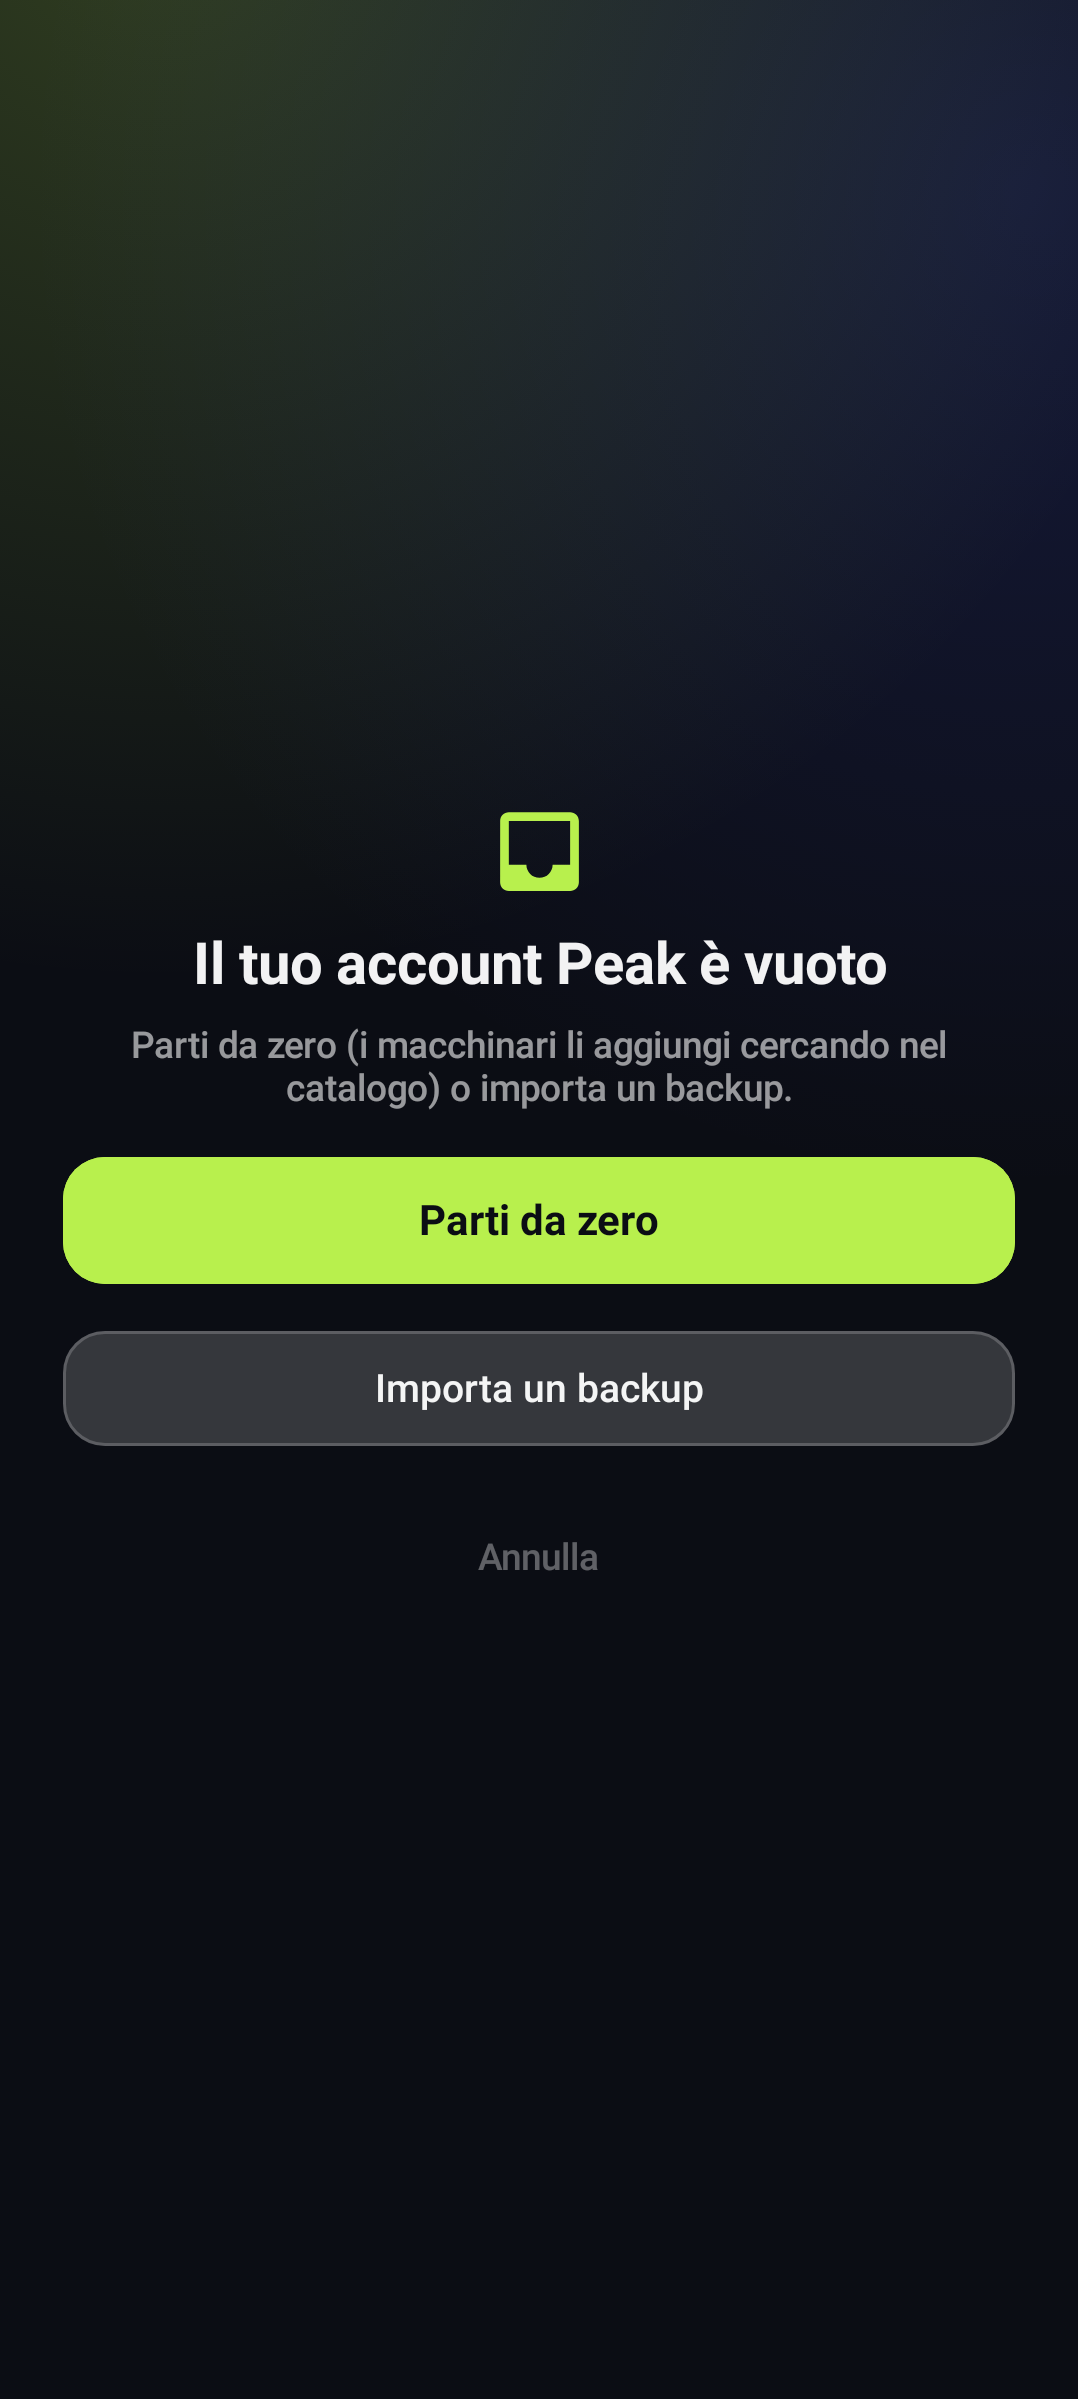 Il tuo account Peak è vuoto
Parti da zero (i macchinari li aggiungi cercando nel
catalogo) o importa un backup.
Parti da zero
Importa un backup
Annulla